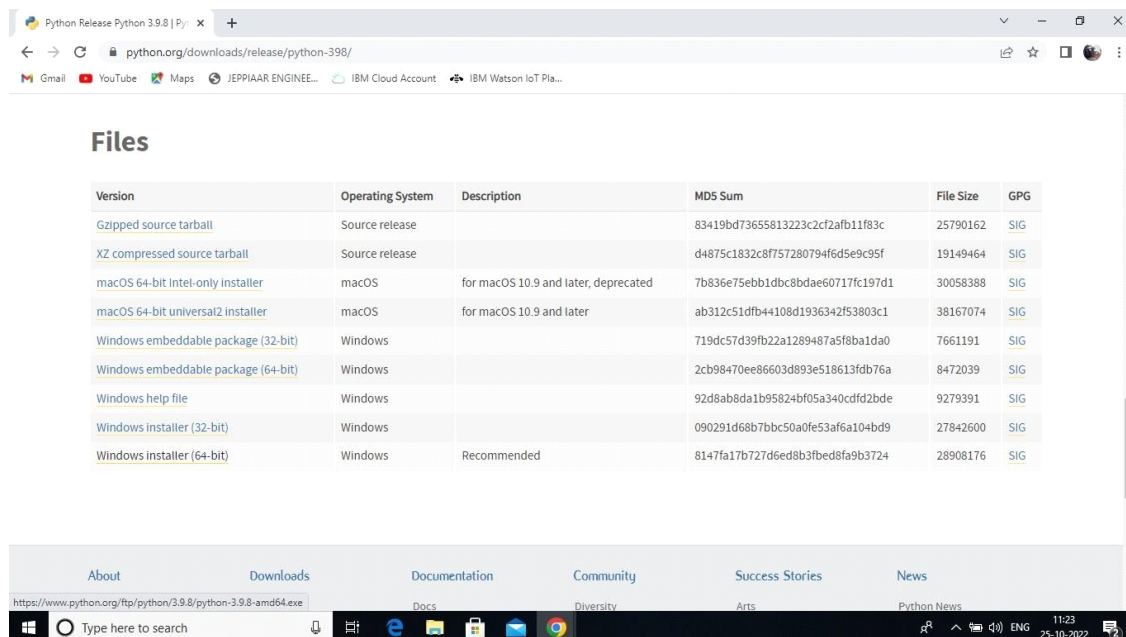 Python Release Python 3.9.8 | Pyt
python.org/downloads/release/python-398/
Gmail YouTube Maps JEPPIAAR ENGINEE... IBM Cloud Account IBM Watson IoT Pla...
Files
Version Operating System Description MD5 Sum File Size GPG
Gzipped source tarball Source release 83419bd73655813223c2cf2afb11f83c 25790162 SIG
XZ compressed source tarball Source release d4875c1832c8f757280794f6d5e9c95f 19149464 SIG
macOS 64-bit Intel-only installer macOS for macOS 10.9 and later, deprecated 7b836e75ebb1dbc8bdae60717fc197d1 30058388 SIG
macOS 64-bit universal2 installer macOS for macOS 10.9 and later ab312c51dfb44108d1936342f53803c1 38167074 SIG
Windows embeddable package (32-bit) Windows 719dc57d39fb22a1289487a5f8ba1da0 7661191 SIG
Windows embeddable package (64-bit) Windows 2cb98470ee86603d893e518613fdb76a 8472039 SIG
Windows help file Windows 92d8ab8da1b95824bf05a340cdfd2bde 9279391 SIG
Windows installer (32-bit) Windows 090291d68b7bbc50a0fe53af6a104bd9 27842600 SIG
Windows installer (64-bit) Windows Recommended 8147fa17b727d6ed8b3fbed8fa9b3724 28908176 SIG
About Downloads Documentation Community Success Stories News
https://www.python.org/ftp/python/3.9.8/python-3.9.8-amd64.exe Docs Diversity Arts Python News
Type here to search ENG 11:23
25-10-2022